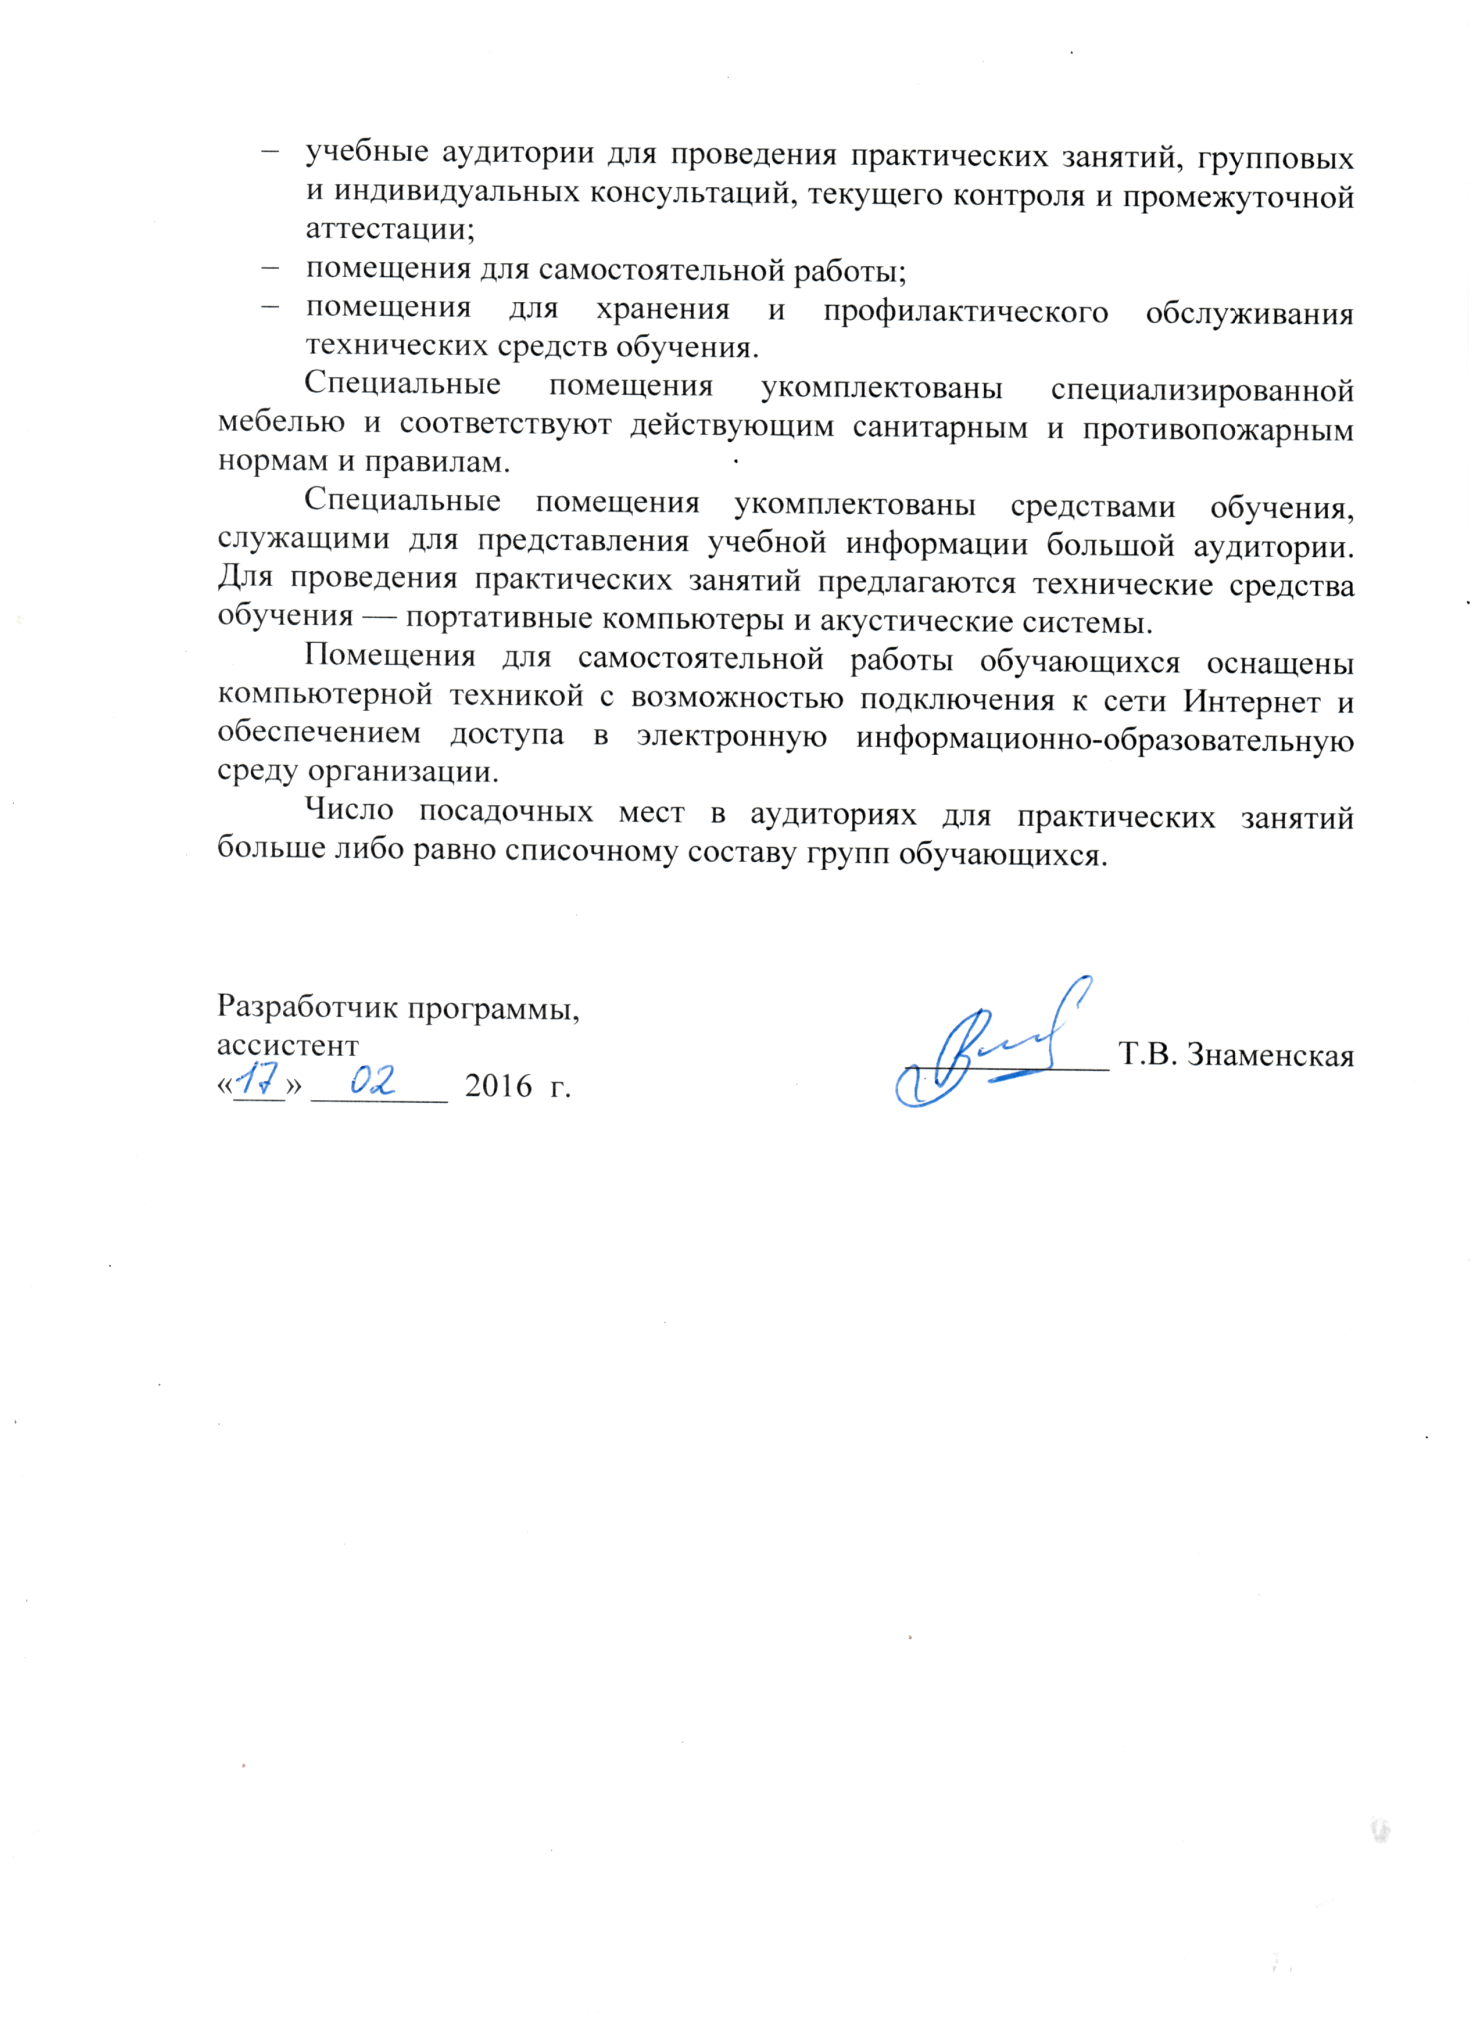 – учебные аудитории для проведения практических занятий, групповых
и индивидуальных консультаций, текущего контроля и промежуточной
аттестации;
– помещения для самостоятельной работы;
– помещения для хранения и профилактического обслуживания
технических средств обучения.
Специальные помещения укомплектованы специализированной
мебелью и соответствуют действующим санитарным и противопожарным
нормам и правилам.
Специальные помещения укомплектованы средствами обучения,
служащими для представления учебной информации большой аудитории.
Для проведения практических занятий предлагаются технические средства
обучения — портативные компьютеры и акустические системы.
Помещения для самостоятельной работы обучающихся оснащены
компьютерной техникой с возможностью подключения к сети Интернет и
обеспечением доступа в электронную информационно-образовательную
среду организации.
Число посадочных мест в аудиториях для практических занятий
больше либо равно списочному составу групп обучающихся.
Разработчик программы,
ассистент
Т.В. Знаменская
«17» 02 2016 г.